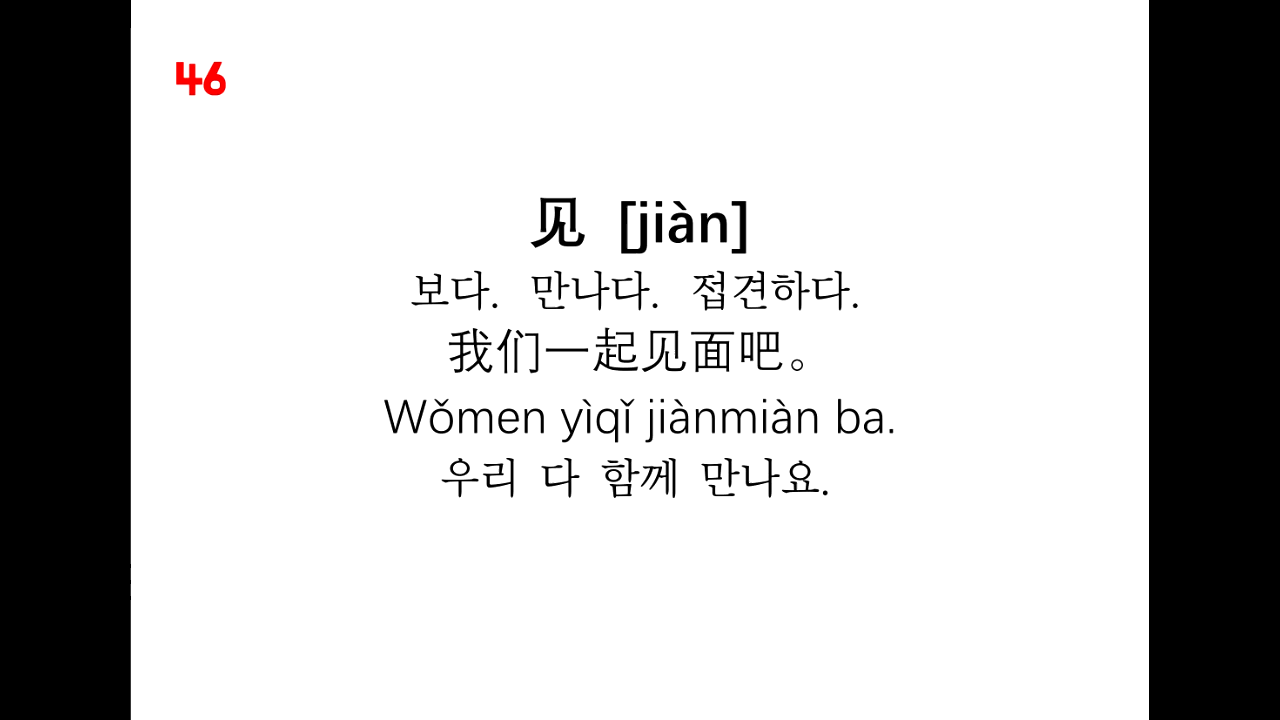 46
见 [jiàn]
보다. 만나다. 접견하다.
我们一起见面吧。
Wǒmen yìqǐ jiànmiàn ba.
우리 다 함께 만나요.